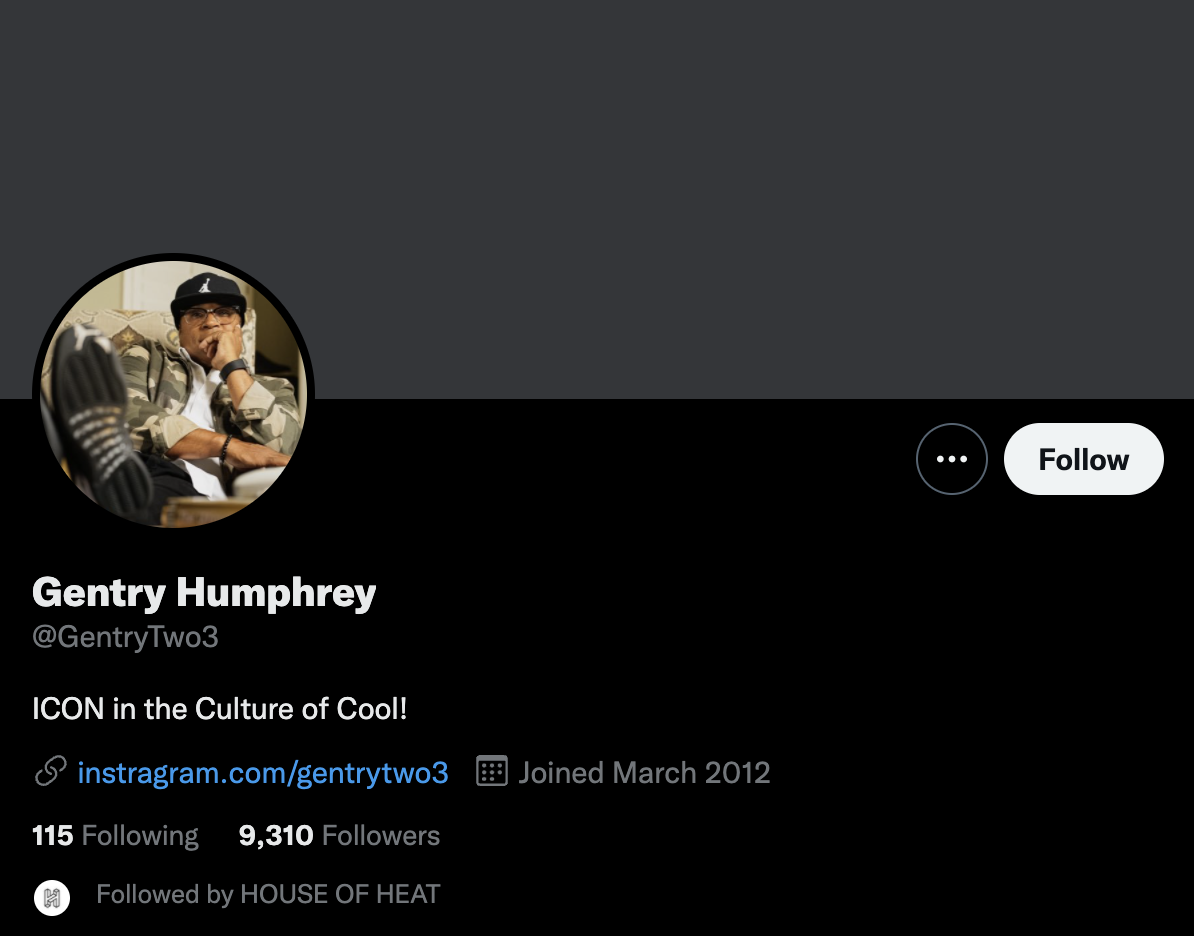 Follow
Gentry Humphrey
@GentryTwo3
ICON in the Culture of Cool!
instragram.com/gentrytwo3 Joined March 2012
115 Following 9,310 Followers
Followed by HOUSE OF HEAT